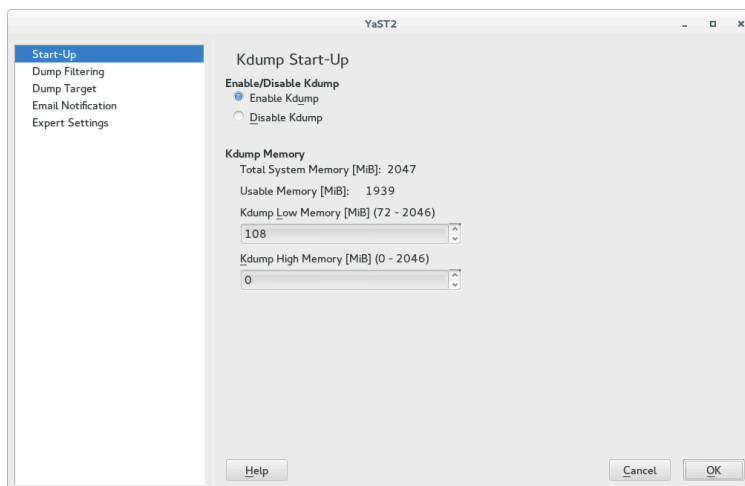 YaST2
Start-Up
Dump Filtering
Dump Target
Email Notification
Expert Settings
Kdump Start-Up
Enable/Disable Kdump
Enable Kdump
Disable Kdump
Kdump Memory
Total System Memory [MiB]: 2047
Usable Memory [MiB]: 1939
Kdump Low Memory [MiB] (72 - 2046)
108
Kdump High Memory [MiB] (0 - 2046)
0
Help
Cancel
OK